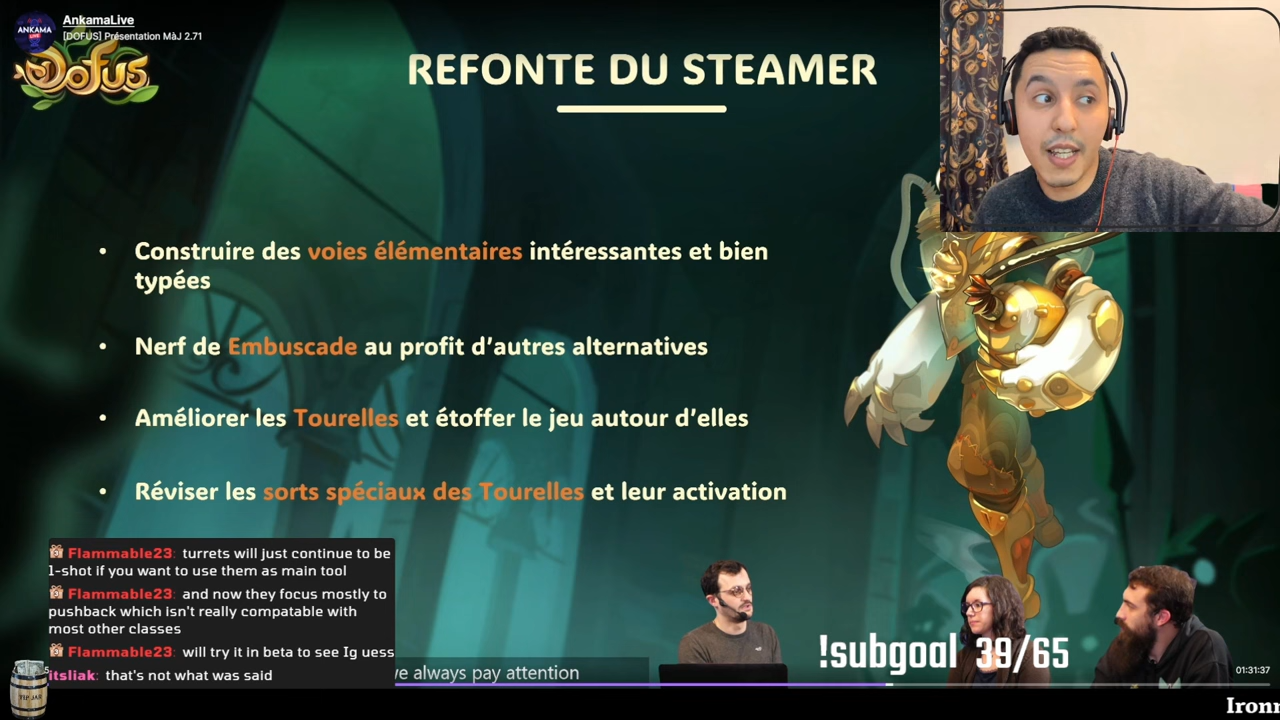 AnkamaLive
[DOFUS] Présentation MàJ 2.71
ANKAMA
LIVE
DOFUS
REFONTE DU STEAMER
• Construire des voies élémentaires intéressantes et bien
typées
• Nerf de Embuscade au profit d’autres alternatives
• Améliorer les Tourelles et étoffer le jeu autour d’elles
• Réviser les sorts spéciaux des Tourelles et leur activation
Flammable23: turrets will just continue to be
1-shot if you want to use them as main tool
Flammable23: and now they focus mostly to
pushback which isn't really compatable with
most other classes
Flammable23: will try it in beta to see Ig uess
itsliak: that's not what was said
ve always pay attention
!subgoal 39/65
01:31:37
TIP JAR